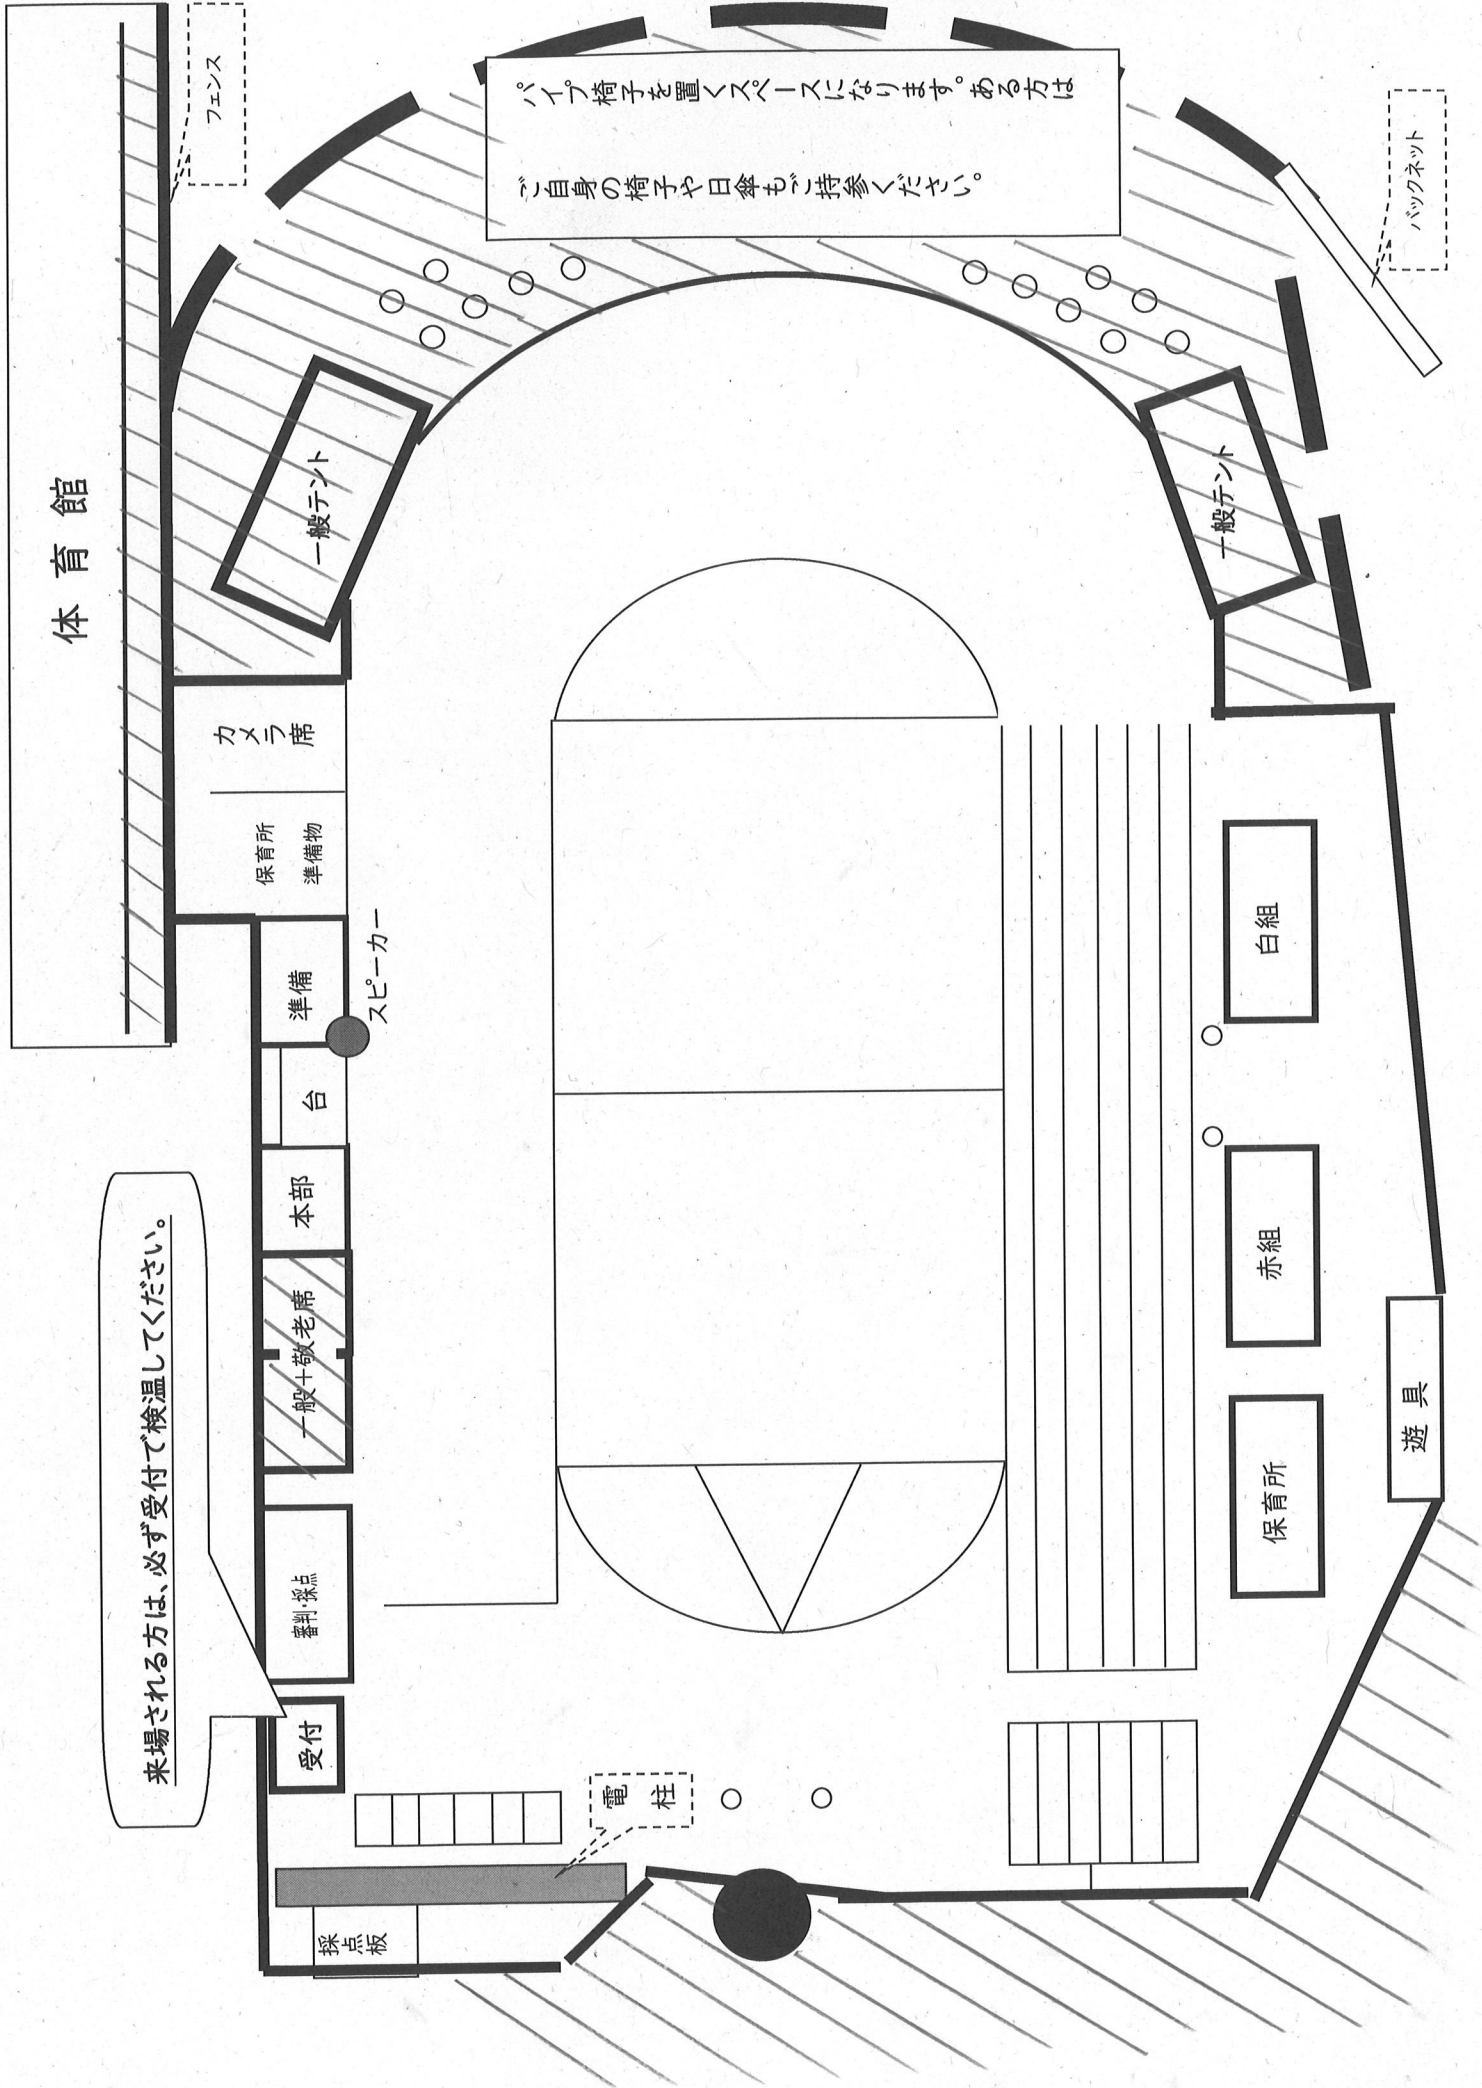 体育館
フェンス
パイプ椅子を置くスペースになります。ある方は
ご自身の椅子や日傘もご持参ください。
バックネット
一般テント
一般テント
カメラ席
保育所
準備物
準備
スピーカー
台
本部
一般＋敬老席
審判・採点
受付
来場される方は、必ず受付で検温してください。
電柱
採点板
白組
赤組
保育所
遊具